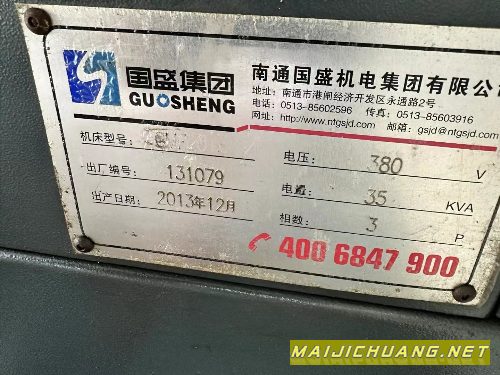 国盛集团
GUOSHENG
南通国盛机电集团有限公
地址: 南通市港闸经济开发区永通路2号
电话: 0513-85602596 传真: 0513-85603916
网址: http://www.ntgsjd.com 邮箱: gsjd@ntgsjd.com
机床型号:
出厂编号: 131079
出产日期: 2013年12月
电压: 380 V
电流: 35 KVA
相数: 3 P
400 6847 900
MAIJICHUANG.NET